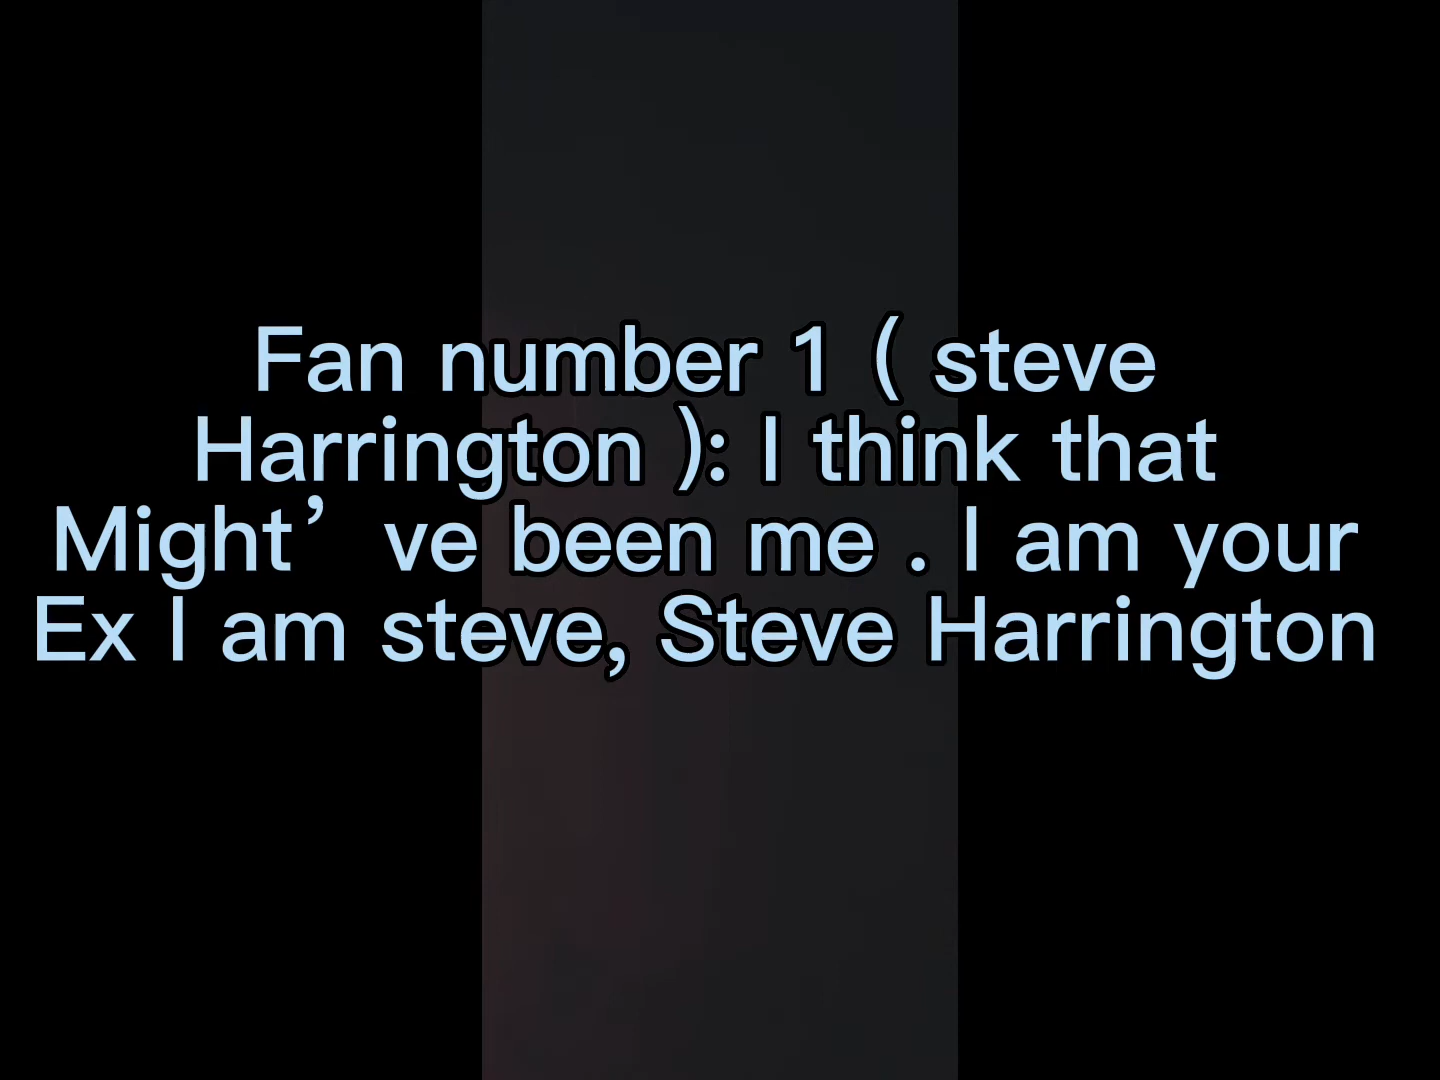 Fan number 1 ( steve
Harrington ): I think that
Might’ ve been me . I am your
Ex I am steve, Steve Harrington